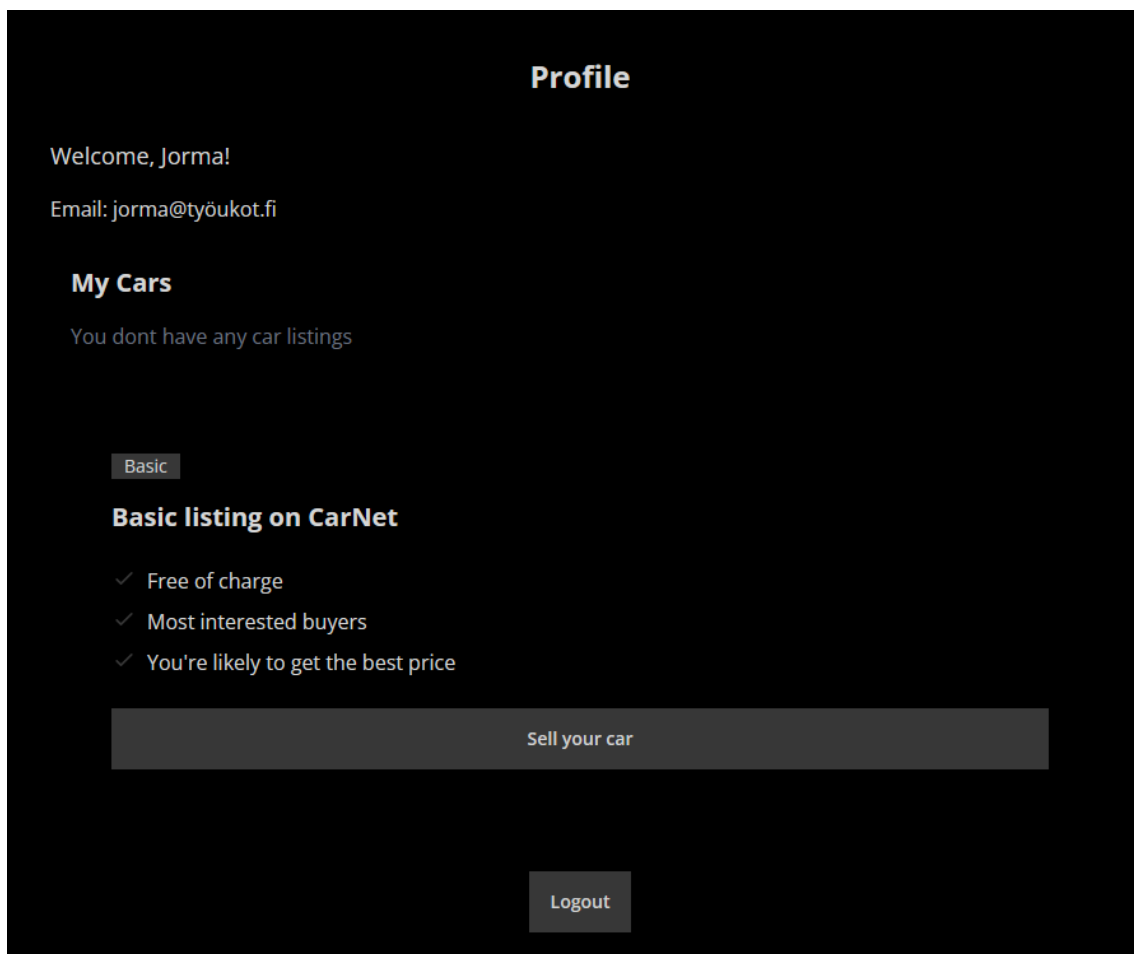 Profile
Welcome, Jorma!
Email: jorma@työukot.fi
My Cars
You dont have any car listings
Basic
Basic listing on CarNet
Free of charge
Most interested buyers
You're likely to get the best price
Sell your car
Logout